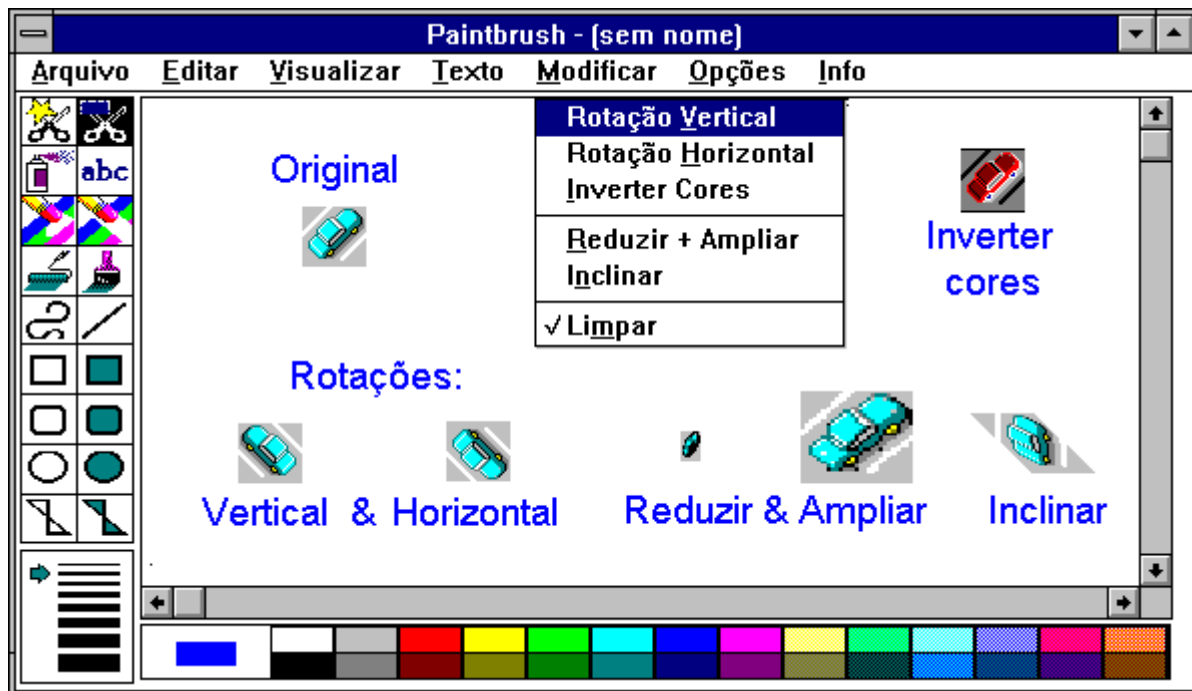 Paintbrush - (sem nome)
Arquivo Editar Visualizar Texto Modificar Opções Info
Rotação Vertical
Rotação Horizontal
Inverter Cores
Reduzir + Ampliar
Inclinar
√ Limpar
abc
Original
Inverter
cores
Rotações:
Vertical & Horizontal
Reduzir & Ampliar
Inclinar